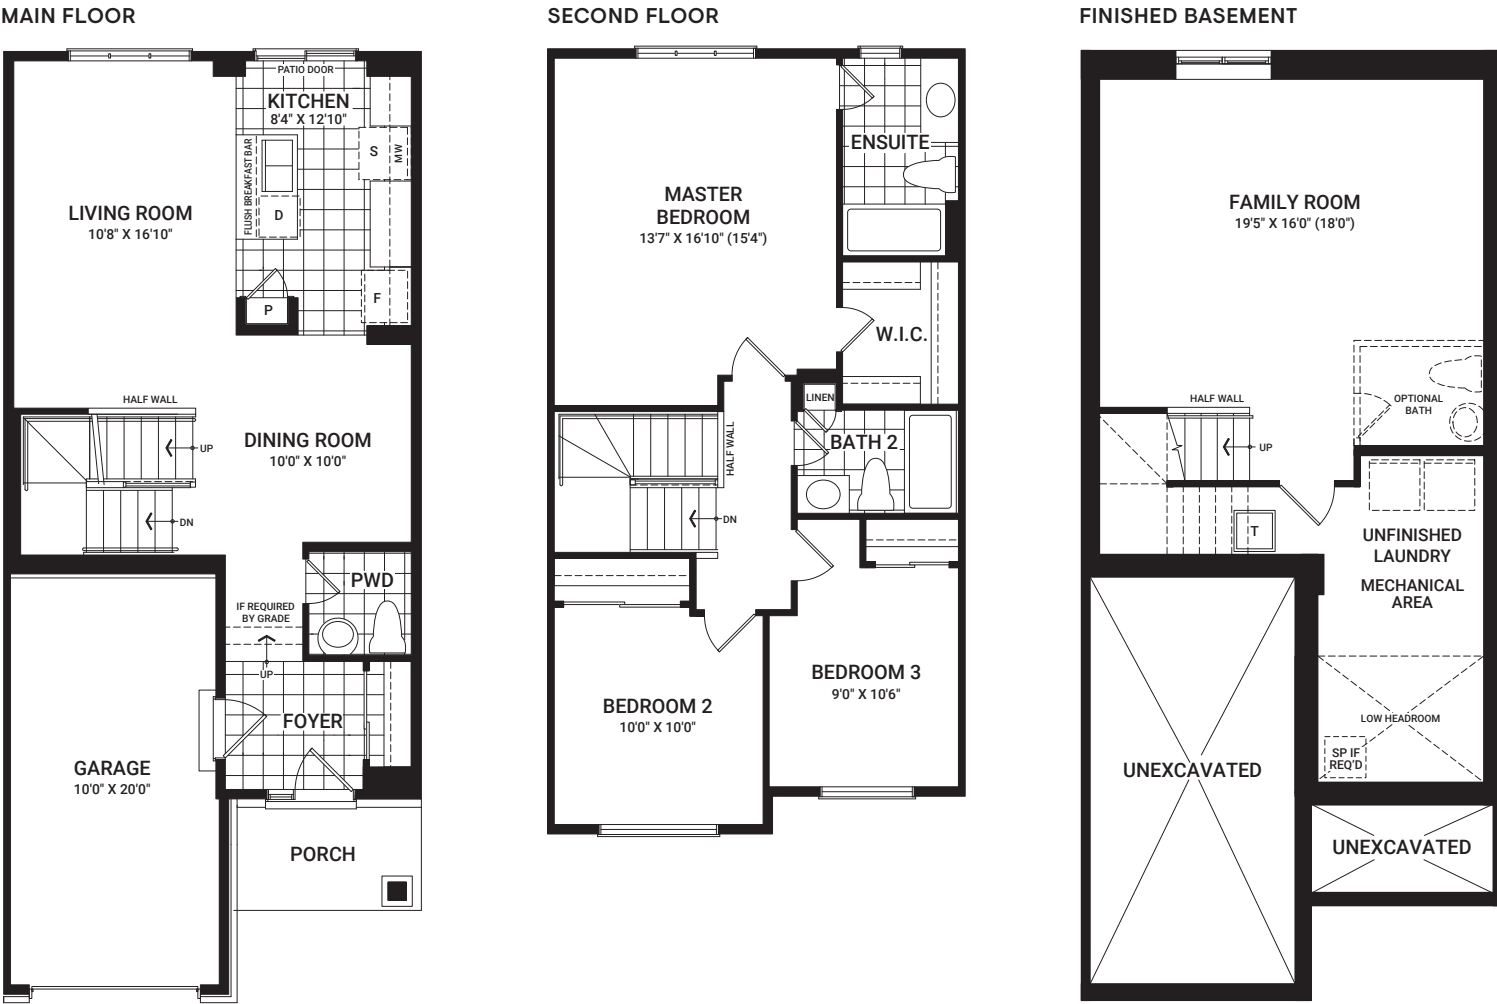 MAIN FLOOR
PATIO DOOR
KITCHEN
8'4" X 12'10"
S
MW
FLUSH BREAKFAST BAR
D
LIVING ROOM
10'8" X 16'10"
F
P
HALF WALL
UP
DINING ROOM
10'0" X 10'0"
DN
PWD
IF REQUIRED
BY GRADE
UP
FOYER
GARAGE
10'0" X 20'0"
PORCH
SECOND FLOOR
ENSUITE
MASTER
BEDROOM
13'7" X 16'10" (15'4")
W.I.C.
LINEN
HALF WALL
BATH 2
DN
BEDROOM 3
9'0" X 10'6"
BEDROOM 2
10'0" X 10'0"
FINISHED BASEMENT
FAMILY ROOM
19'5" X 16'0" (18'0")
HALF WALL
OPTIONAL
BATH
UP
T
UNFINISHED
LAUNDRY
MECHANICAL
AREA
LOW HEADROOM
SP IF
REQ'D
UNEXCAVATED
UNEXCAVATED